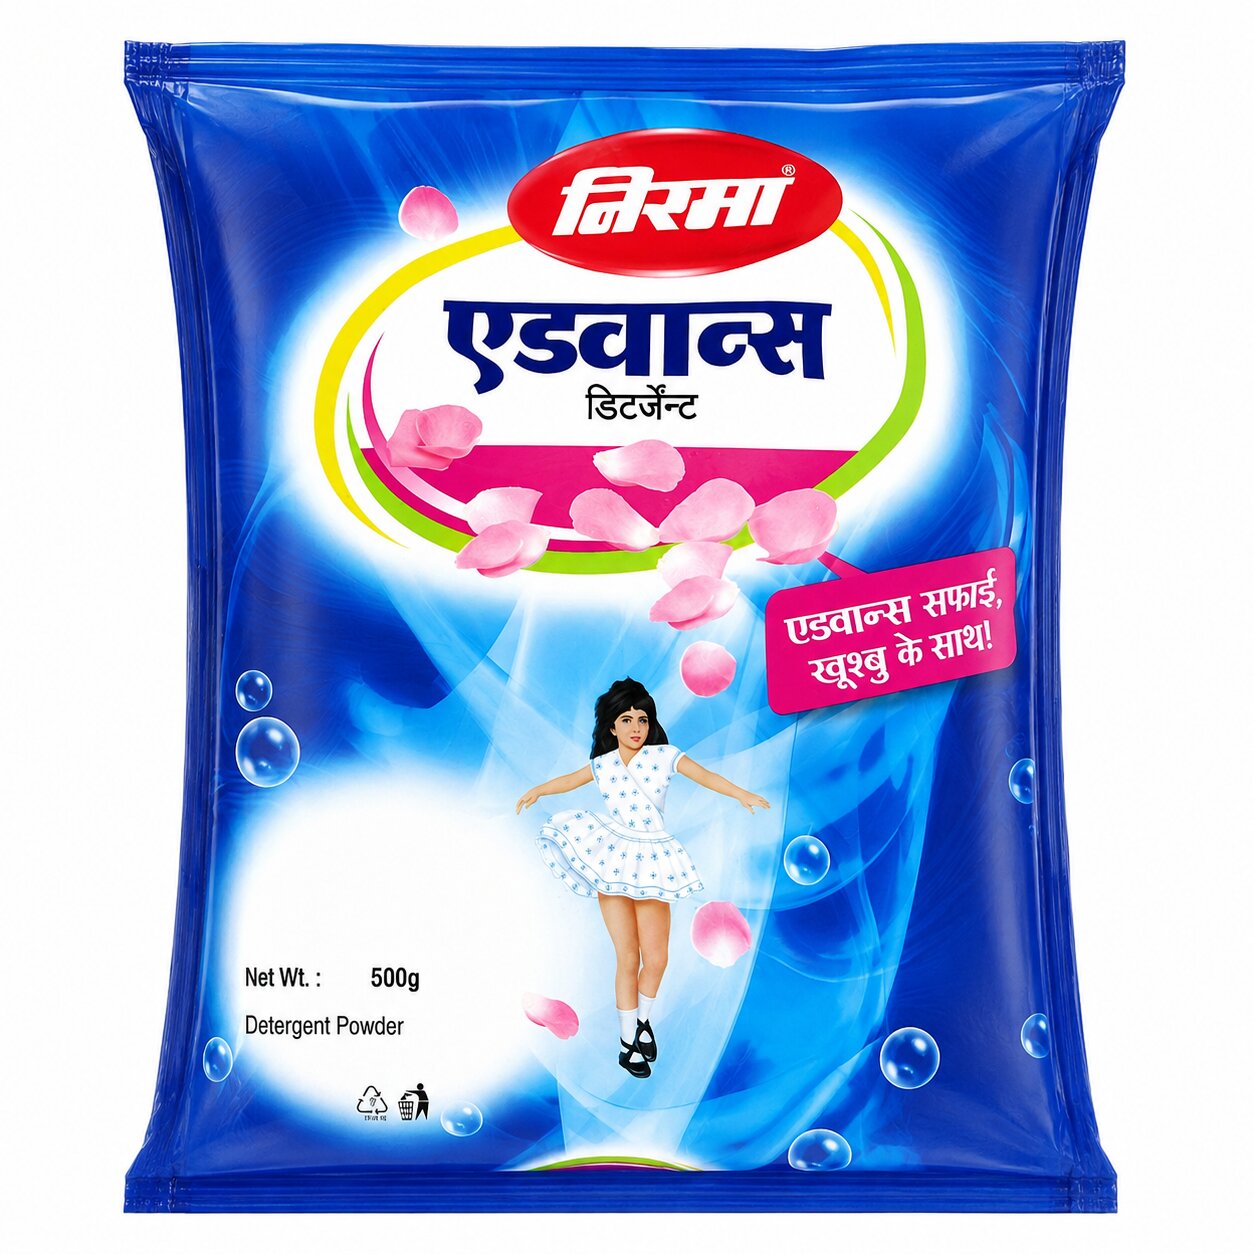 निरमा®
एडवान्स
डिटर्जेंन्ट
एडवान्स सफाई,
खूश्बु के साथ!
Net Wt. : 500g
Detergent Powder